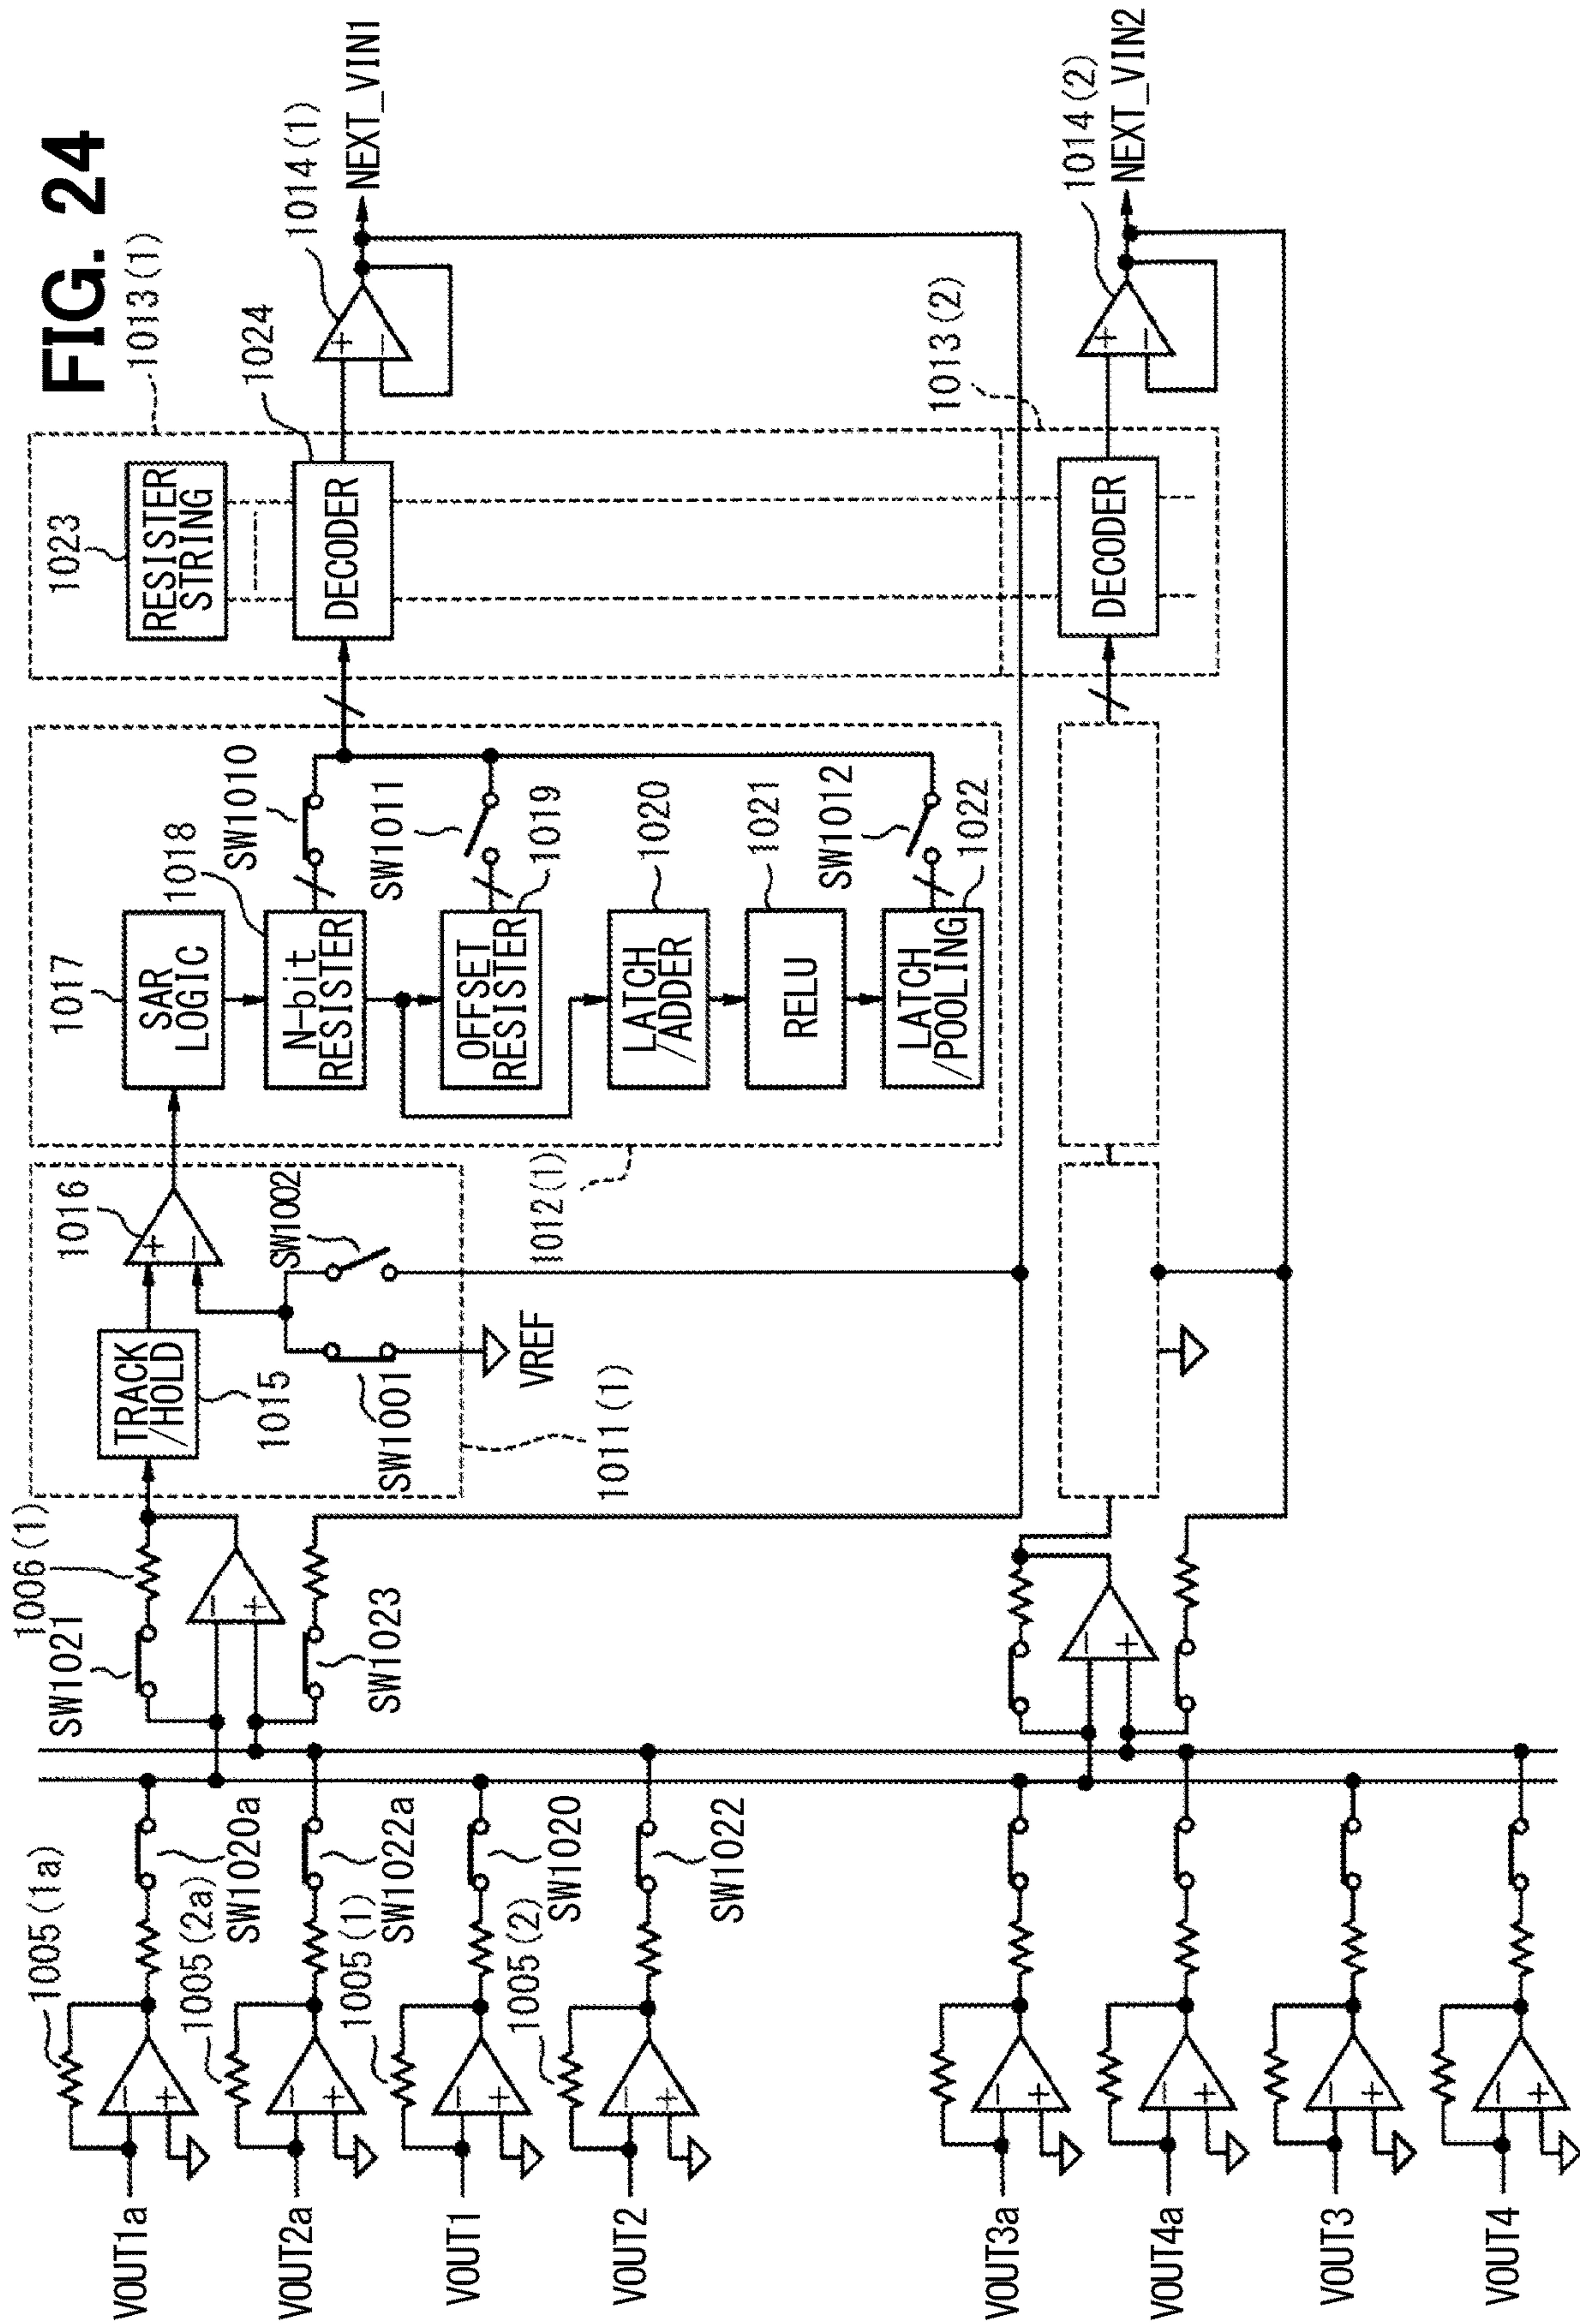 FIG. 24
1005(1a)
SW1020a
1005(2a)
SW1022a
1005(1)
SW1020
1005(2)
SW1022
VOUT1a
VOUT2a
VOUT1
VOUT2
VOUT3a
VOUT4a
VOUT3
VOUT4
−
+
−
+
−
+
−
+
−
+
−
+
−
+
−
+
SW1021
1006(1)
−
+
SW1023
−
+
TRACK
/HOLD
1015
1016
+
−
SW1001
SW1002
VREF
1011(1)
1012(1)
1017
SAR
LOGIC
1018
N-bit
RESISTER
SW1010
OFFSET
RESISTER
SW1011
1019
LATCH
/ADDER
1020
RELU
1021
LATCH
/POOLING
SW1012
1022
1013(1)
1023
RESISTER
STRING
1024
DECODER
1014(1)
+
−
NEXT_VIN1
1013(2)
DECODER
1014(2)
+
−
NEXT_VIN2